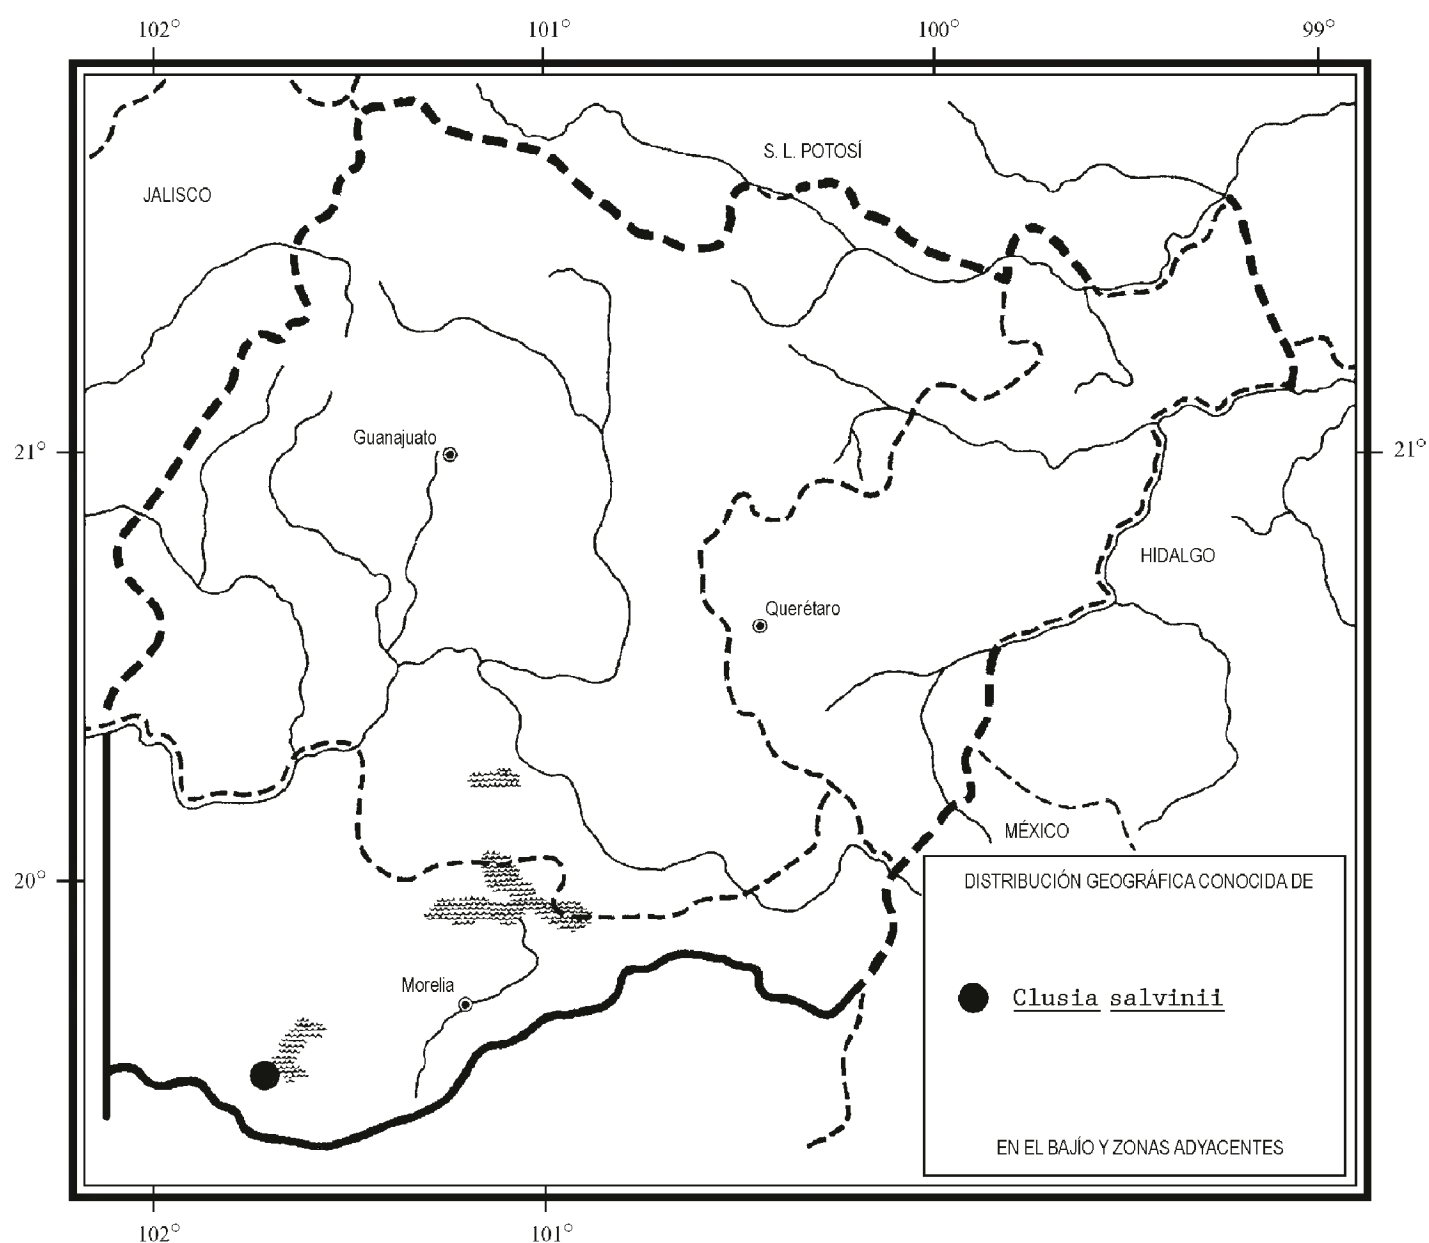 102° 101° 100° 99°
S. L. POTOSÍ
JALISCO
Guanajuato
21° 21°
HIDALGO
Querétaro
MÉXICO
20°
DISTRIBUCIÓN GEOGRÁFICA CONOCIDA DE
Morelia
Clusia salvinii
EN EL BAJÍO Y ZONAS ADYACENTES
102° 101°